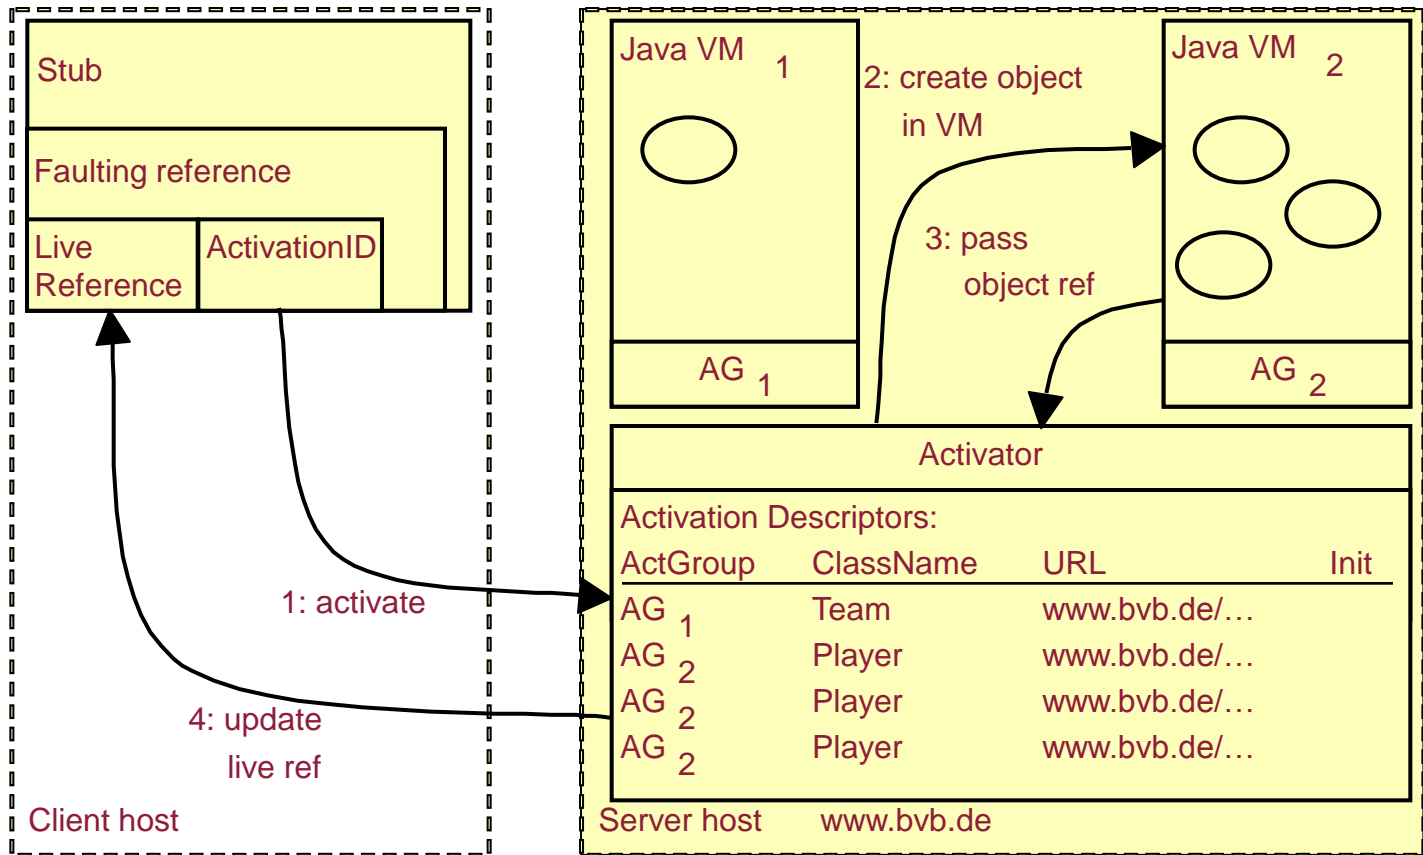 Stub
Faulting reference
Live
Reference
ActivationID
1: activate
4: update
live ref
Client host
Java VM 1
AG 1
2: create object
in VM
3: pass
object ref
Java VM 2
AG 2
Activator
Activation Descriptors:
ActGroup ClassName URL Init
AG 1 Team www.bvb.de/…
AG 2 Player www.bvb.de/…
AG 2 Player www.bvb.de/…
AG 2 Player www.bvb.de/…
Server host www.bvb.de